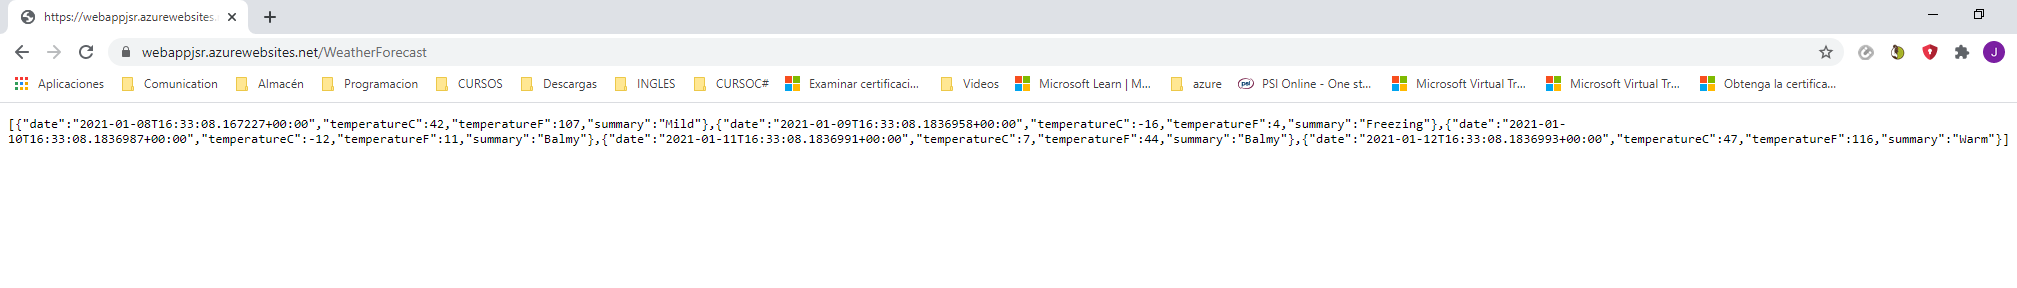 https://webappjsr.azurewebsites.
webappjsr.azurewebsites.net/WeatherForecast
J
Aplicaciones Comunication Almacén Programacion CURSOS Descargas INGLES CURSOC# Examinar certificaci... Videos Microsoft Learn | M... azure psi PSI Online - One st... Microsoft Virtual Tr... Microsoft Virtual Tr... Obtenga la certifica...
[{"date":"2021-01-08T16:33:08.167227+00:00","temperatureC":42,"temperatureF":107,"summary":"Mild"},{"date":"2021-01-09T16:33:08.1836958+00:00","temperatureC":-16,"temperatureF":4,"summary":"Freezing"},{"date":"2021-01-
10T16:33:08.1836987+00:00","temperatureC":-12,"temperatureF":11,"summary":"Balmy"},{"date":"2021-01-11T16:33:08.1836991+00:00","temperatureC":7,"temperatureF":44,"summary":"Balmy"},{"date":"2021-01-12T16:33:08.1836993+00:00","temperatureC":47,"temperatureF":116,"summary":"Warm"}]